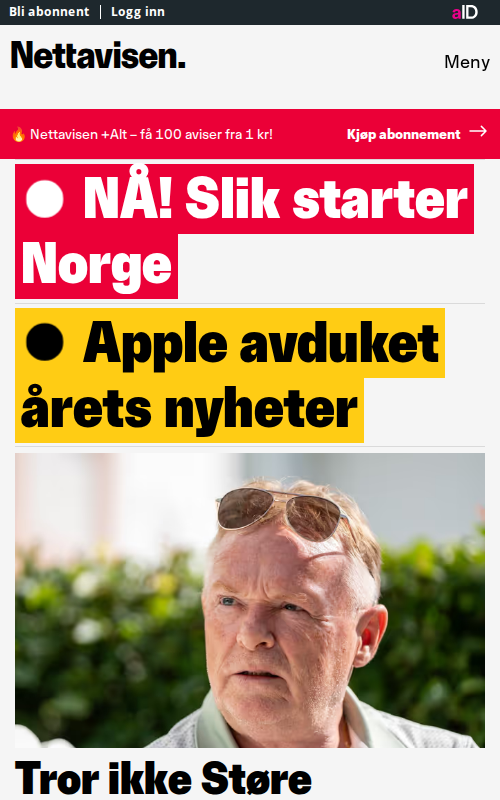 Bli abonnent Logg inn aID
Nettavisen.
Meny
🔥 Nettavisen +Alt – få 100 aviser fra 1 kr! Kjøp abonnement →
NÅ! Slik starter
Norge
Apple avduket
årets nyheter
Tror ikke Støre